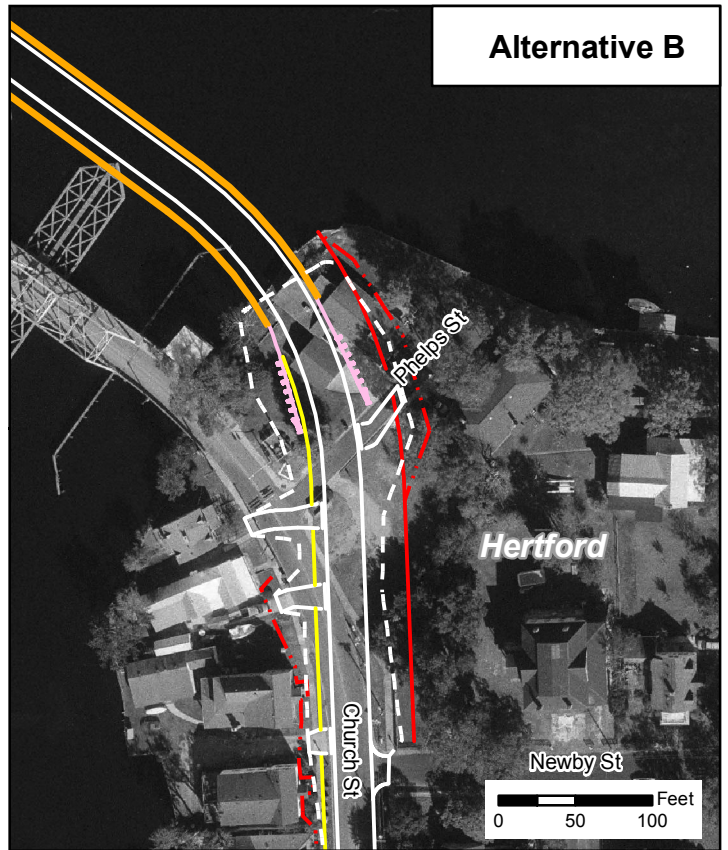 Alternative B
Phelps St
Hertford
Church St
Newby St
Feet
0 50 100